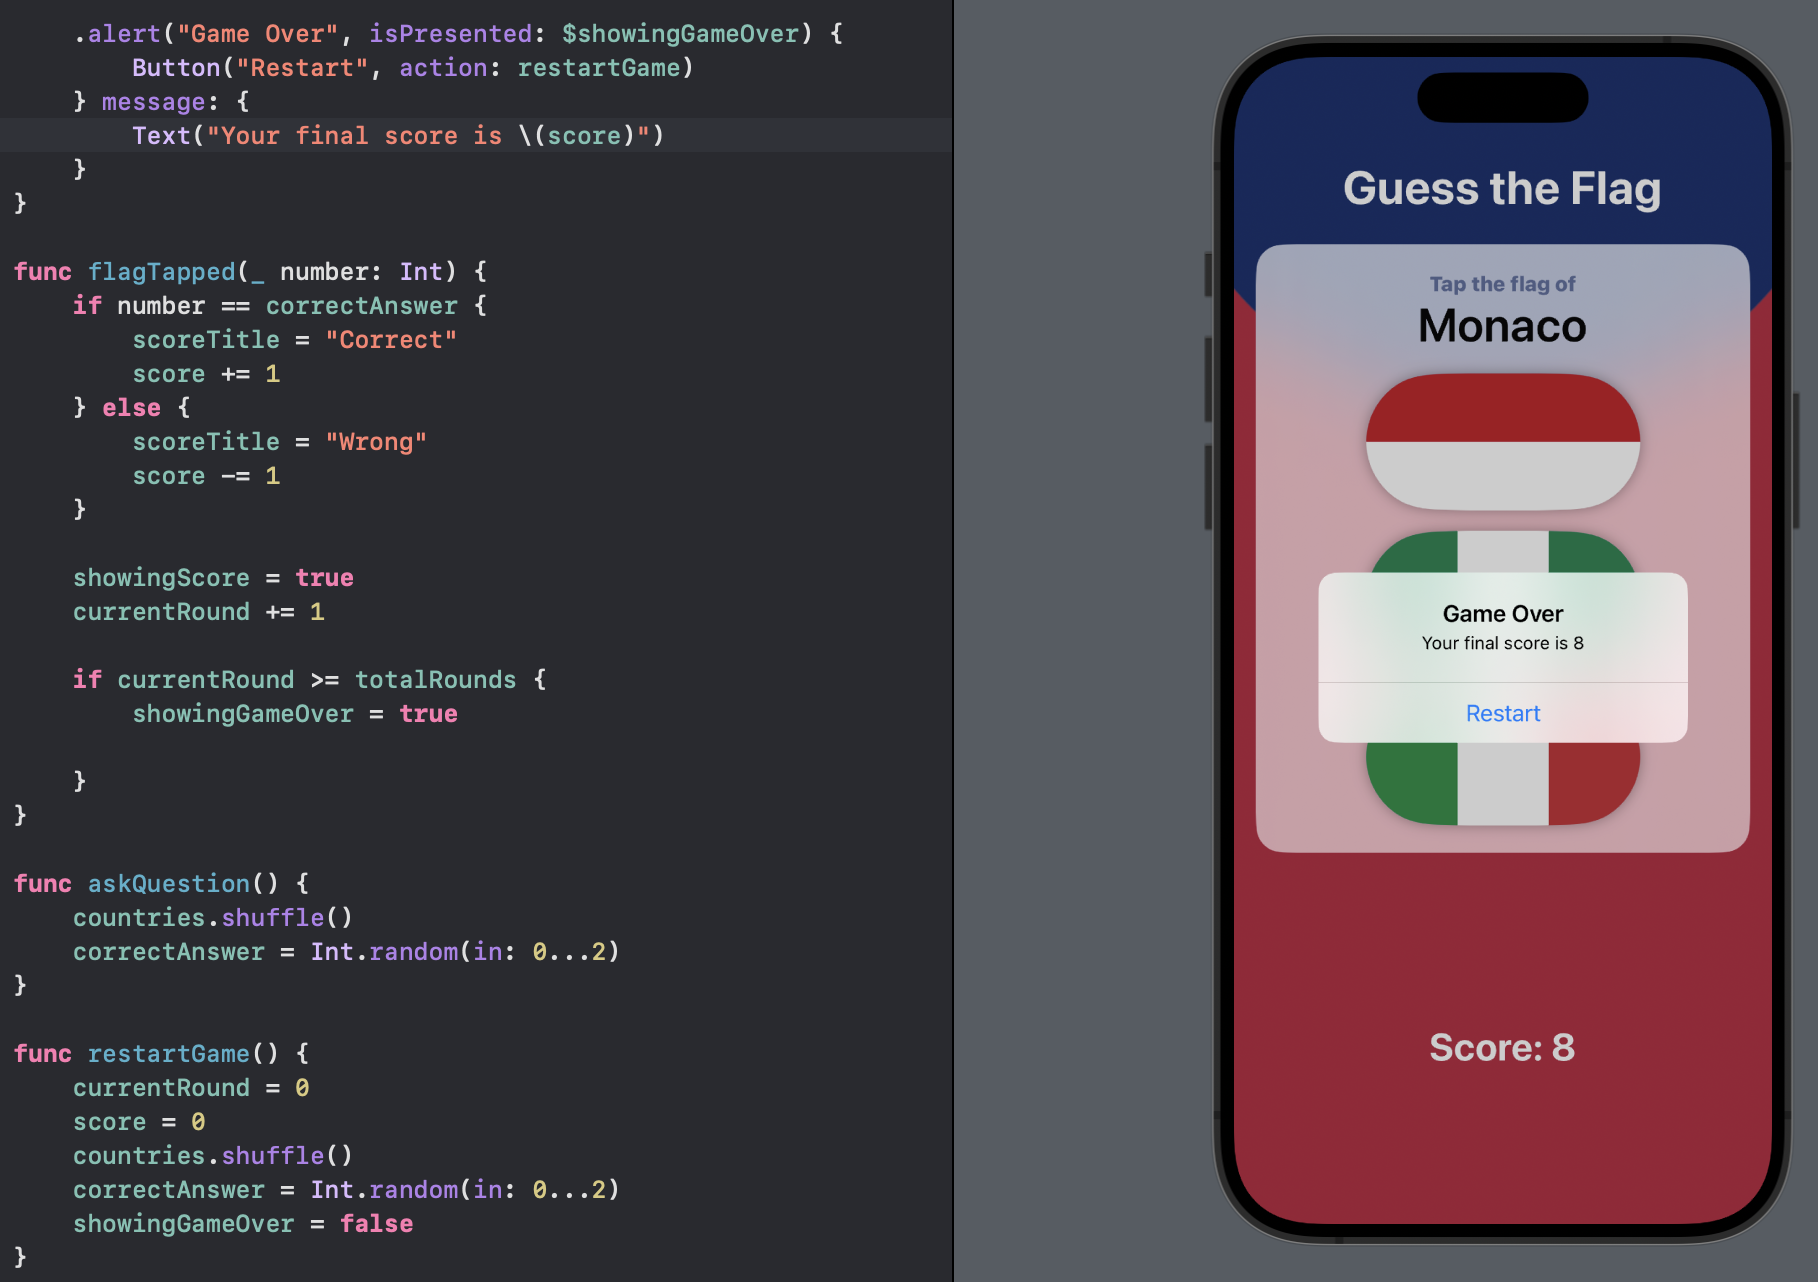 .alert("Game Over", isPresented: $showingGameOver) {
Button("Restart", action: restartGame)
} message: {
Text("Your final score is \(score)")
}
}
func flagTapped(_ number: Int) {
if number == correctAnswer {
scoreTitle = "Correct"
score += 1
} else {
scoreTitle = "Wrong"
score -= 1
}
showingScore = true
currentRound += 1
if currentRound >= totalRounds {
showingGameOver = true
}
}
func askQuestion() {
countries.shuffle()
correctAnswer = Int.random(in: 0...2)
}
func restartGame() {
currentRound = 0
score = 0
countries.shuffle()
correctAnswer = Int.random(in: 0...2)
showingGameOver = false
}
Guess the Flag
Tap the flag of
Monaco
Game Over
Your final score is 8
Restart
Score: 8